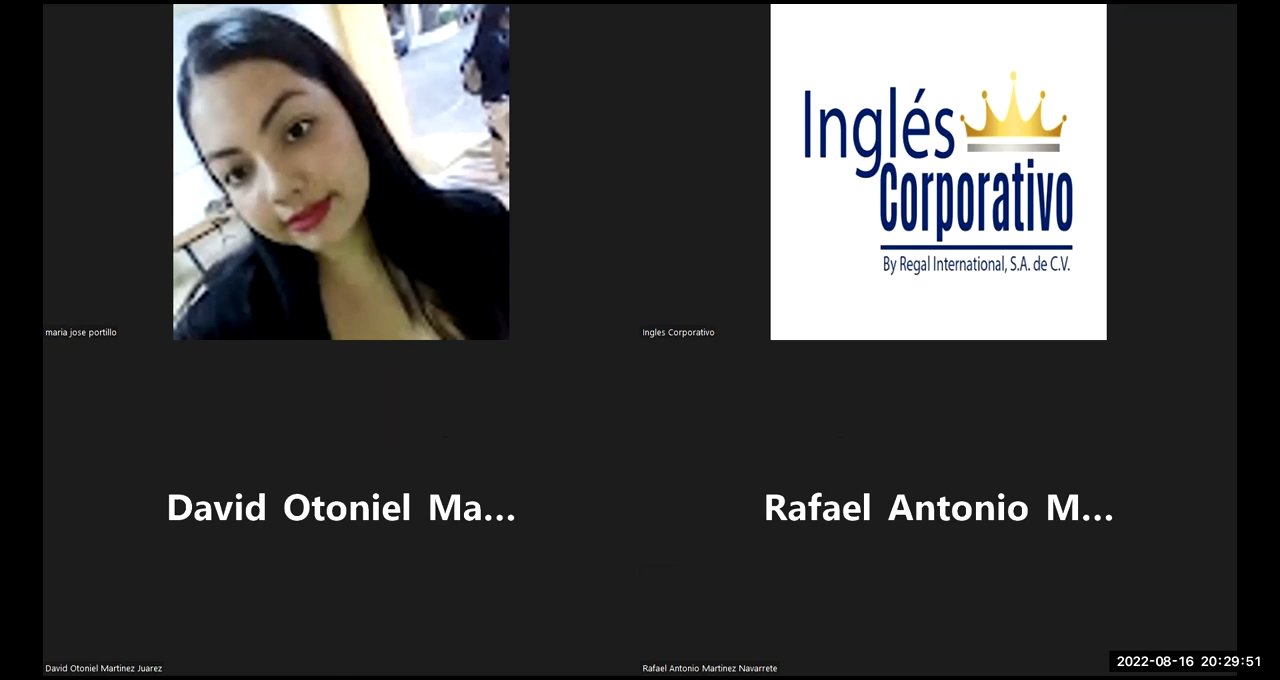 Inglés
Corporativo
By Regal International, S.A. de C.V.
maria jose portillo
Ingles Corporativo
David Otoniel Ma...
Rafael Antonio M...
David Otoniel Martinez Juarez
Rafael Antonio Martinez Navarrete
2022-08-16 20:29:51